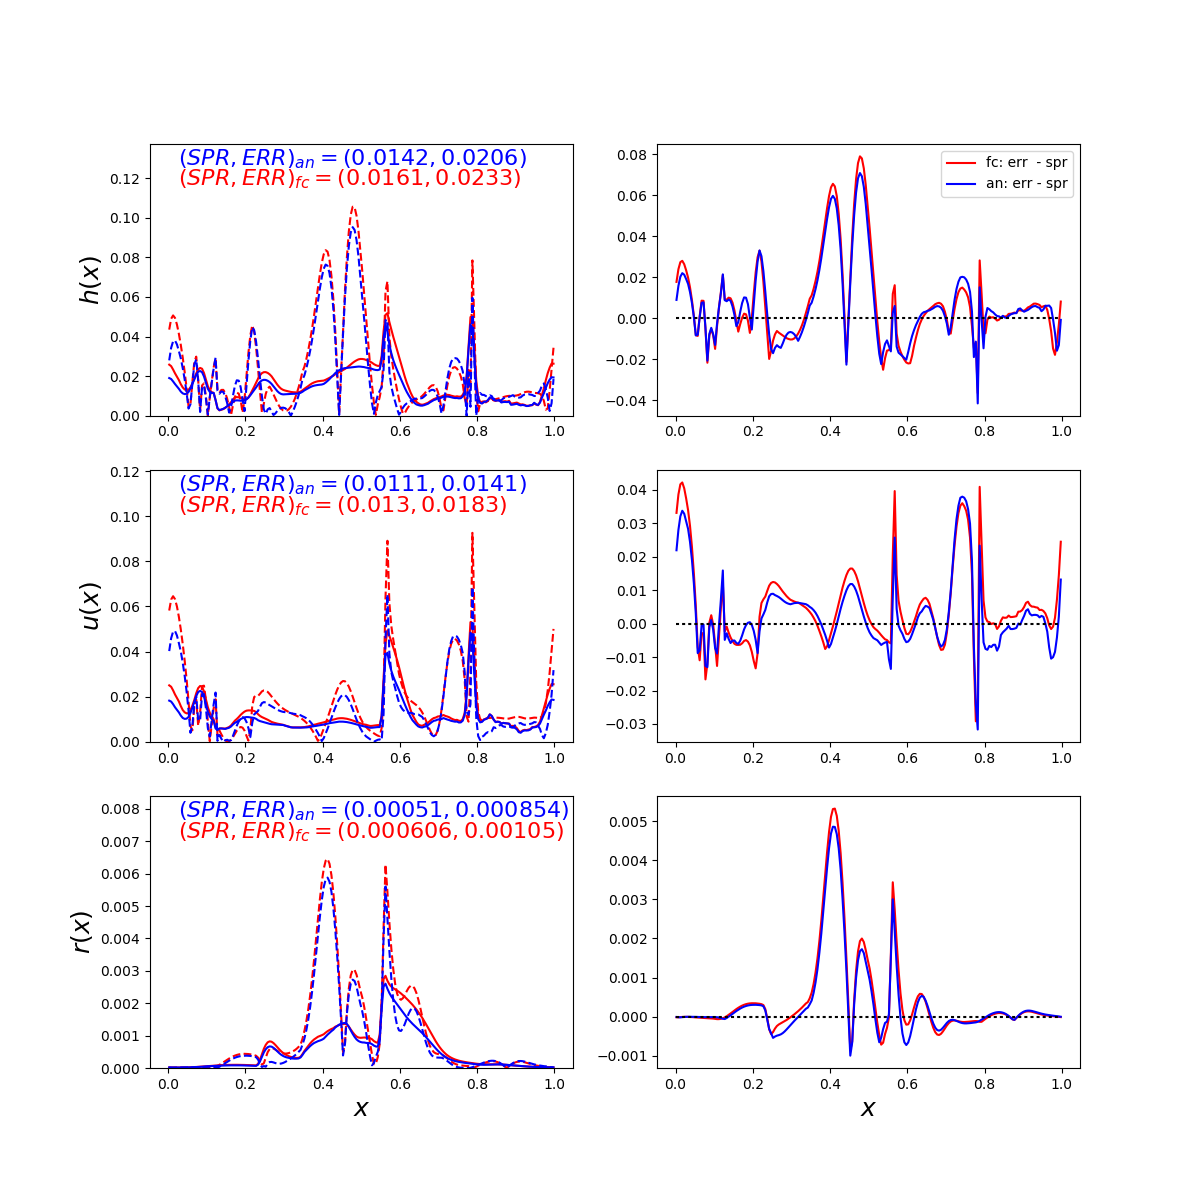 (SPR, ERR)an = (0.0142, 0.0206)
(SPR, ERR)fc = (0.0161, 0.0233)
h(x)
0.12
0.10
0.08
0.06
0.04
0.02
0.00
0.0 0.2 0.4 0.6 0.8 1.0
fc: err - spr
an: err - spr
0.08
0.06
0.04
0.02
0.00
−0.02
−0.04
0.0 0.2 0.4 0.6 0.8 1.0
(SPR, ERR)an = (0.0111, 0.0141)
(SPR, ERR)fc = (0.013, 0.0183)
u(x)
0.12
0.10
0.08
0.06
0.04
0.02
0.00
0.0 0.2 0.4 0.6 0.8 1.0
0.04
0.03
0.02
0.01
0.00
−0.01
−0.02
−0.03
0.0 0.2 0.4 0.6 0.8 1.0
(SPR, ERR)an = (0.00051, 0.000854)
(SPR, ERR)fc = (0.000606, 0.00105)
r(x)
0.008
0.007
0.006
0.005
0.004
0.003
0.002
0.001
0.000
0.0 0.2 0.4 0.6 0.8 1.0
x
0.005
0.004
0.003
0.002
0.001
0.000
−0.001
0.0 0.2 0.4 0.6 0.8 1.0
x